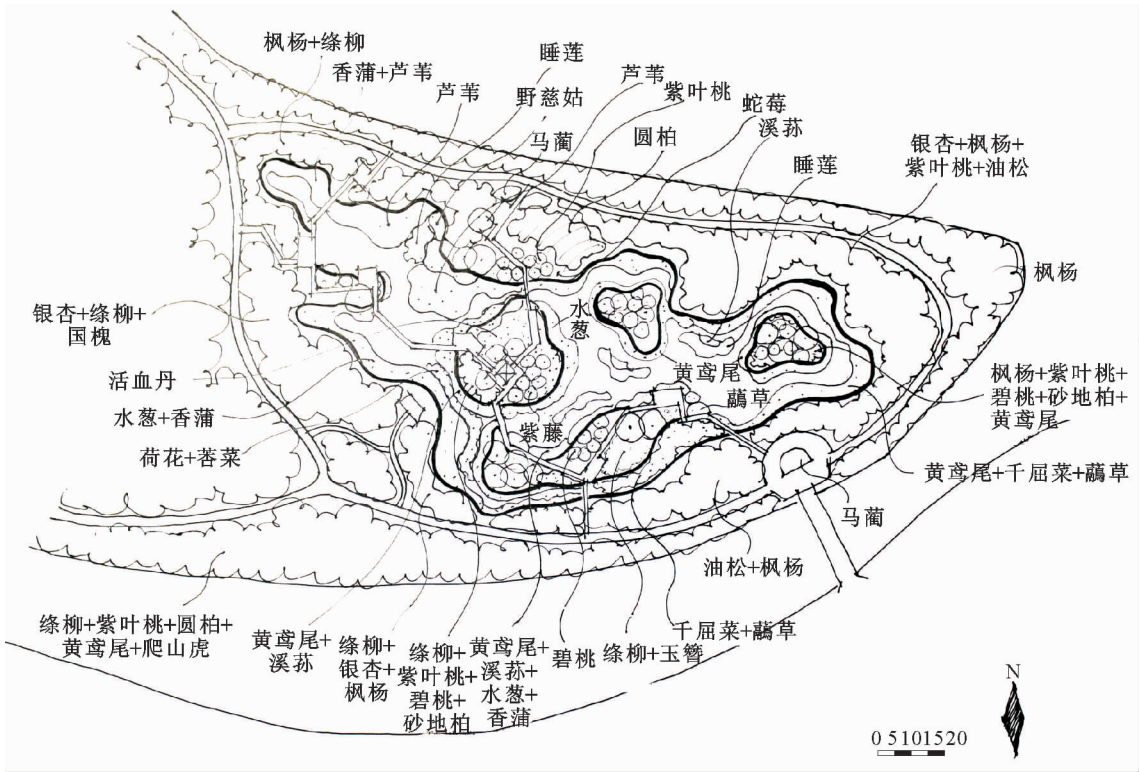 枫杨+绦柳
香蒲+芦苇
芦苇
睡莲
野慈姑
马蔺
芦苇
紫叶桃
圆柏
蛇莓
溪荪
睡莲
银杏+枫杨+
紫叶桃+油松
枫杨
银杏+绦柳+
国槐
活血丹
水葱+香蒲
荷花+莕菜
水
葱
黄鸢尾
藨草
紫藤
枫杨+紫叶桃+
碧桃+砂地柏+
黄鸢尾
黄鸢尾+千屈菜+藨草
马蔺
油松+枫杨
千屈菜+藨草
绦柳+紫叶桃+圆柏+
黄鸢尾+爬山虎
黄鸢尾+
溪荪
绦柳+
银杏+
枫杨
绦柳+
紫叶桃+
碧桃+
砂地柏
黄鸢尾+
溪荪+
水葱+
香蒲
碧桃
绦柳+玉簪
N
0 5101520